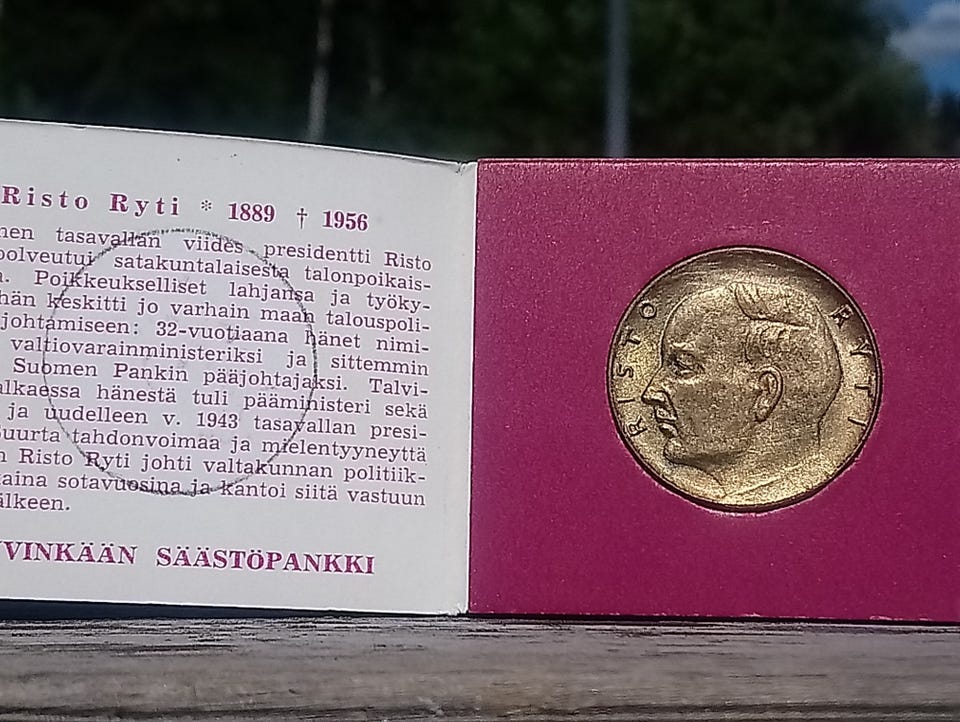 Risto Ryti * 1889 † 1956
nen tasavallan viides presidentti Risto
polveutui satakuntalaisesta talonpoikais-
a. Poikkeukselliset lahjansa ja työky-
hän keskitti jo varhain maan talouspoli-
johtamiseen: 32-vuotiaana hänet nimi-
valtiovarainministeriksi ja sittemmin
Suomen Pankin pääjohtajaksi. Talvi-
alkaessa hänestä tuli pääministeri sekä
ja uudelleen v. 1943 tasavallan presi-
Suurta tahdonvoimaa ja mielentyyneyttä
n Risto Ryti johti valtakunnan politiik-
aina sotavuosina ja kantoi siitä vastuun
älkeen.
VINKÄÄN SÄÄSTÖPANKKI
RISTO RYTI